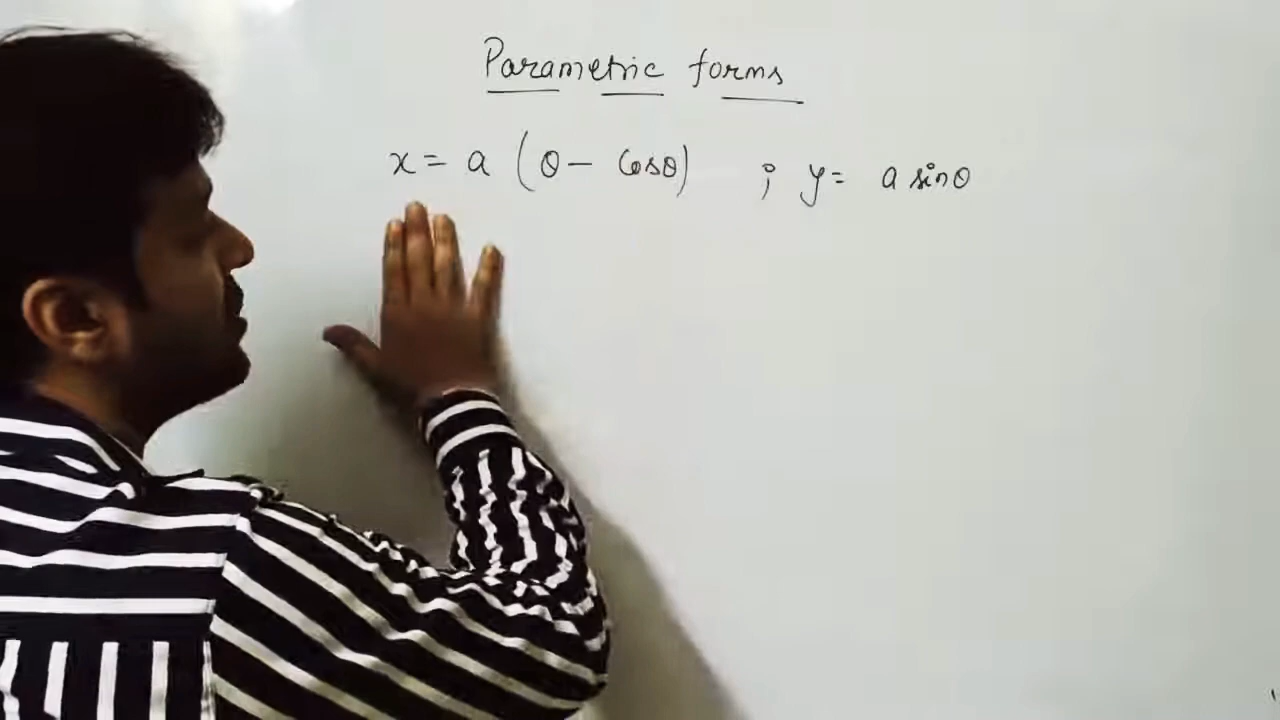 Parametric forms
x = a (θ - cosθ) ; y = a sinθ